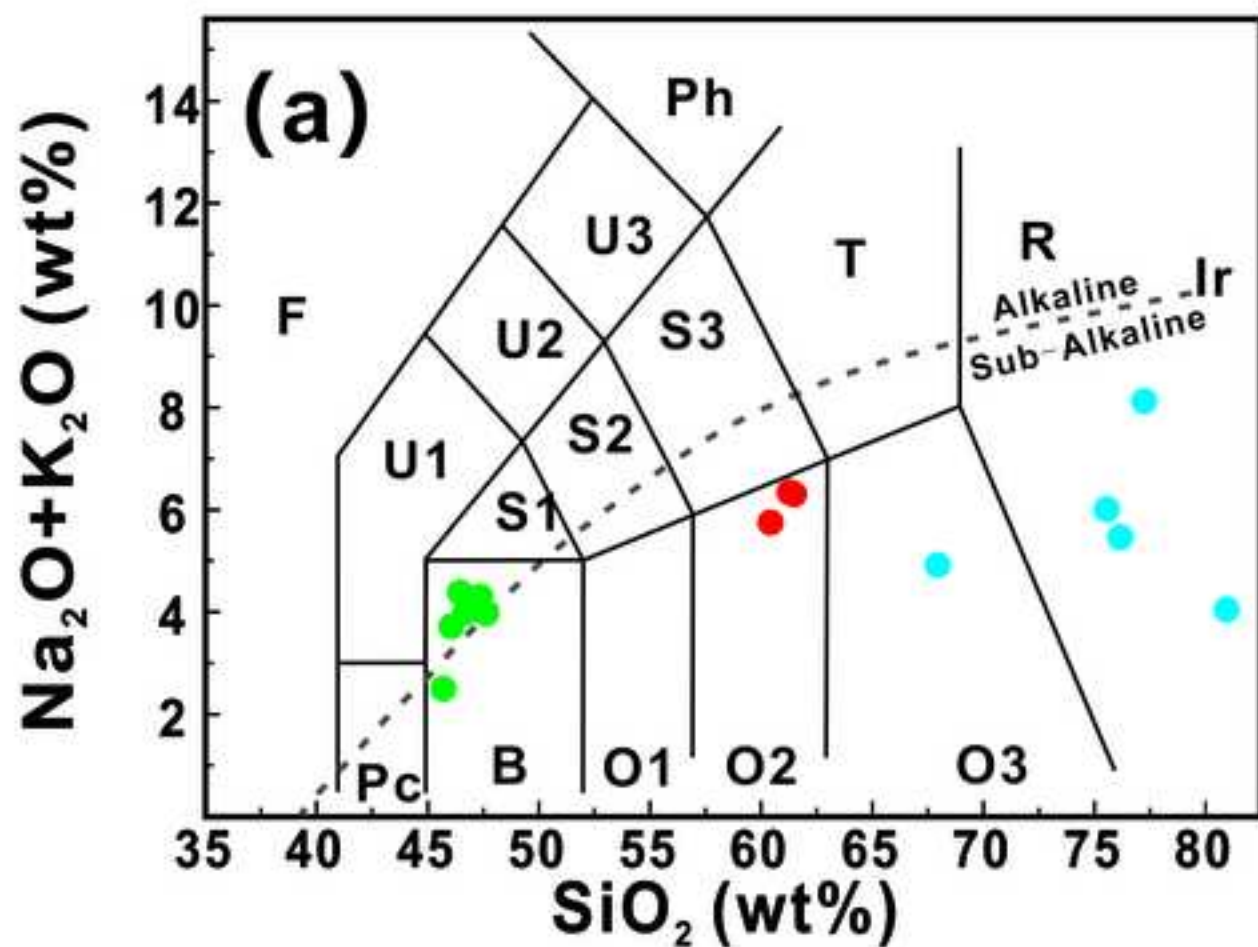 (a)
Ph
U3
T
R
Ir
F
U2
S3
Alkaline
Sub-Alkaline
U1
S2
S1
Pc
B
O1
O2
O3
14
12
10
8
6
4
2
35 40 45 50 55 60 65 70 75 80
Na₂O+K₂O (wt%)
SiO₂ (wt%)